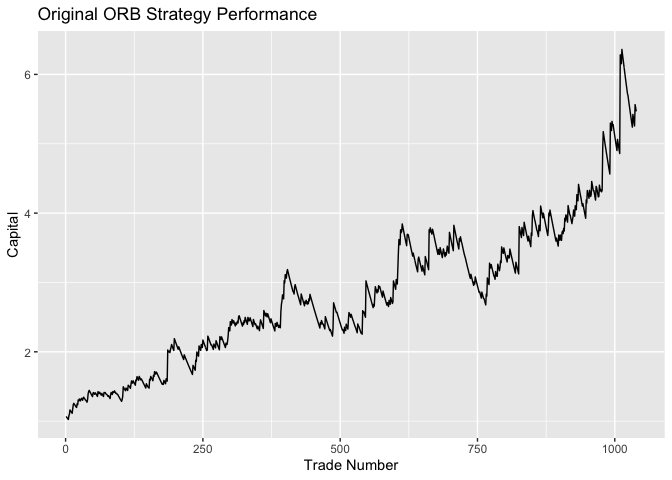 Original ORB Strategy Performance
Capital
6
4
2
0 250 500 750 1000
Trade Number